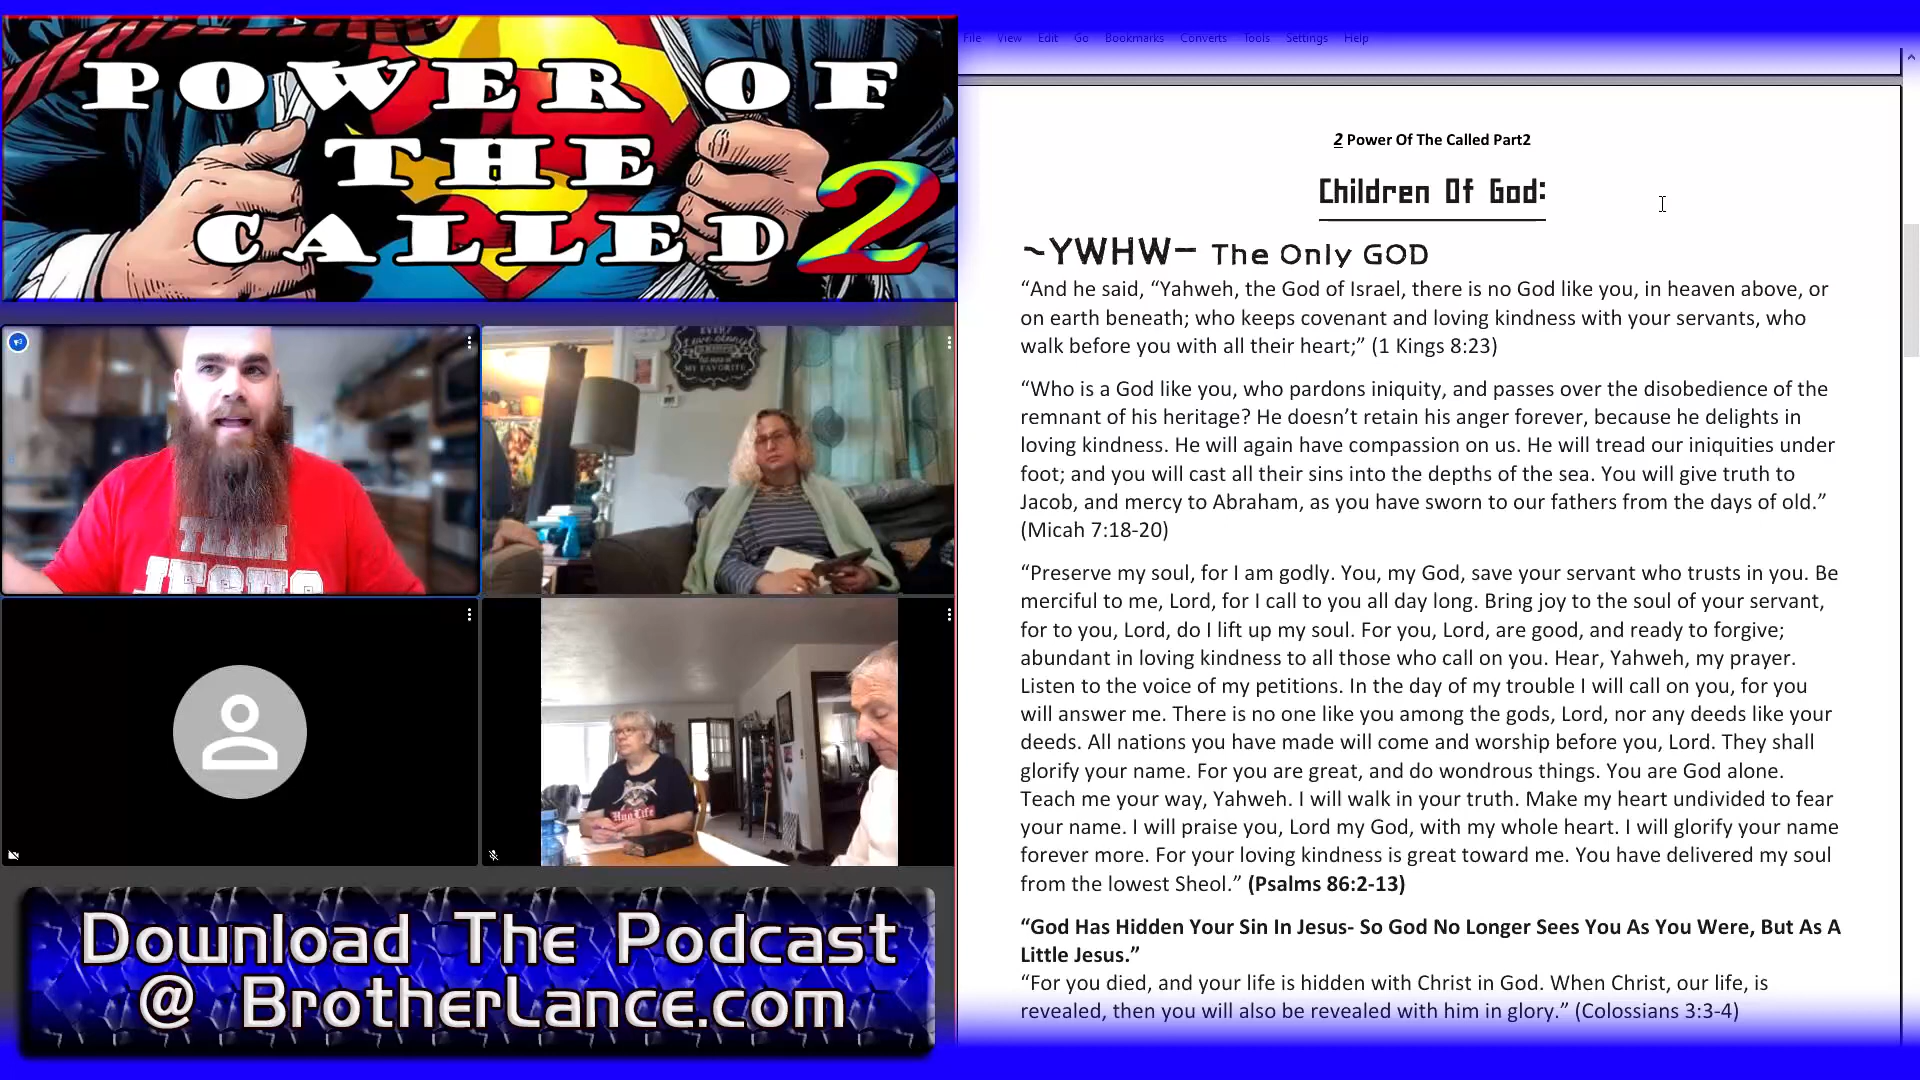 POWER OF
THE
CALLED 2
EVERY
Love story
MY FAVORITE
JESUS
Hug Life
Download The Podcast
@ BrotherLance.com
File View Edit Go Bookmarks Converts Tools Settings Help
2 Power Of The Called Part2
Children Of God:
~YWHW~ The Only GOD
“And he said, “Yahweh, the God of Israel, there is no God like you, in heaven above, or
on earth beneath; who keeps covenant and loving kindness with your servants, who
walk before you with all their heart;” (1 Kings 8:23)
“Who is a God like you, who pardons iniquity, and passes over the disobedience of the
remnant of his heritage? He doesn’t retain his anger forever, because he delights in
loving kindness. He will again have compassion on us. He will tread our iniquities under
foot; and you will cast all their sins into the depths of the sea. You will give truth to
Jacob, and mercy to Abraham, as you have sworn to our fathers from the days of old.”
(Micah 7:18-20)
“Preserve my soul, for I am godly. You, my God, save your servant who trusts in you. Be
merciful to me, Lord, for I call to you all day long. Bring joy to the soul of your servant,
for to you, Lord, do I lift up my soul. For you, Lord, are good, and ready to forgive;
abundant in loving kindness to all those who call on you. Hear, Yahweh, my prayer.
Listen to the voice of my petitions. In the day of my trouble I will call on you, for you
will answer me. There is no one like you among the gods, Lord, nor any deeds like your
deeds. All nations you have made will come and worship before you, Lord. They shall
glorify your name. For you are great, and do wondrous things. You are God alone.
Teach me your way, Yahweh. I will walk in your truth. Make my heart undivided to fear
your name. I will praise you, Lord my God, with my whole heart. I will glorify your name
forever more. For your loving kindness is great toward me. You have delivered my soul
from the lowest Sheol.” (Psalms 86:2-13)
“God Has Hidden Your Sin In Jesus- So God No Longer Sees You As You Were, But As A
Little Jesus.”
“For you died, and your life is hidden with Christ in God. When Christ, our life, is
revealed, then you will also be revealed with him in glory.” (Colossians 3:3-4)